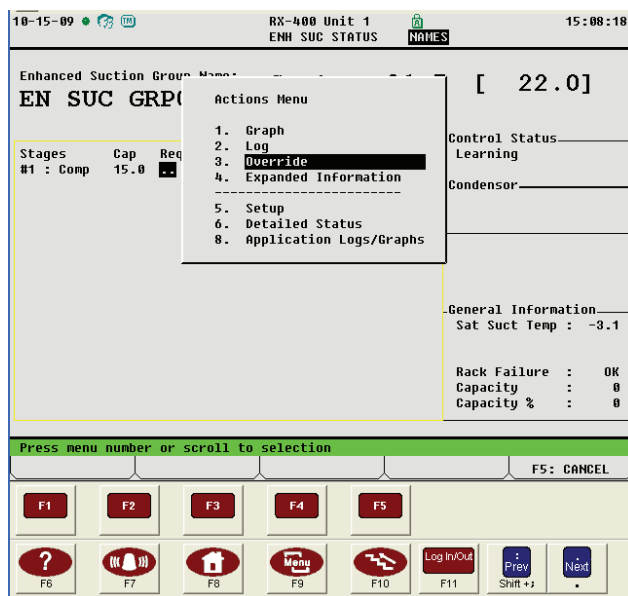 10-15-09 RX-400 Unit 1 15:08:18
ENH SUC STATUS NAMES
Enhanced Suction Group
EN SUC GRP [ 22.0]
Actions Menu
1. Graph
2. Log
3. Override
4. Expanded Information
5. Setup
6. Detailed Status
8. Application Logs/Graphs
Stages Cap Req
#1 : Comp 15.0 ..
Control Status
Learning
Condensor
General Information
Sat Suct Temp : -3.1
Rack Failure : OK
Capacity : 0
Capacity % : 0
Press menu number or scroll to selection
F5: CANCEL
F1 F2 F3 F4 F5
? Menu Log In/Out : Prev . Next
F6 F7 F8 F9 F10 F11 Shift +; .